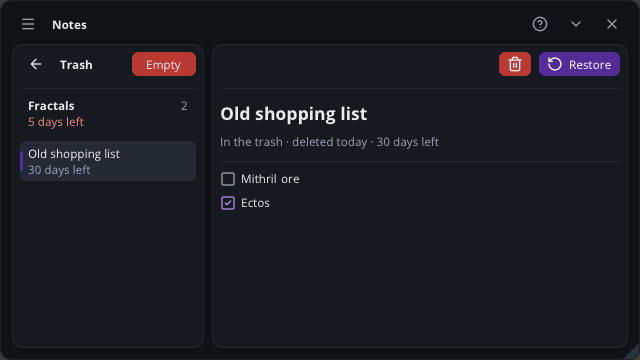 Notes
Trash
Empty
Fractals 2
5 days left
Old shopping list
30 days left
Restore
Old shopping list
In the trash · deleted today · 30 days left
Mithril ore
Ectos